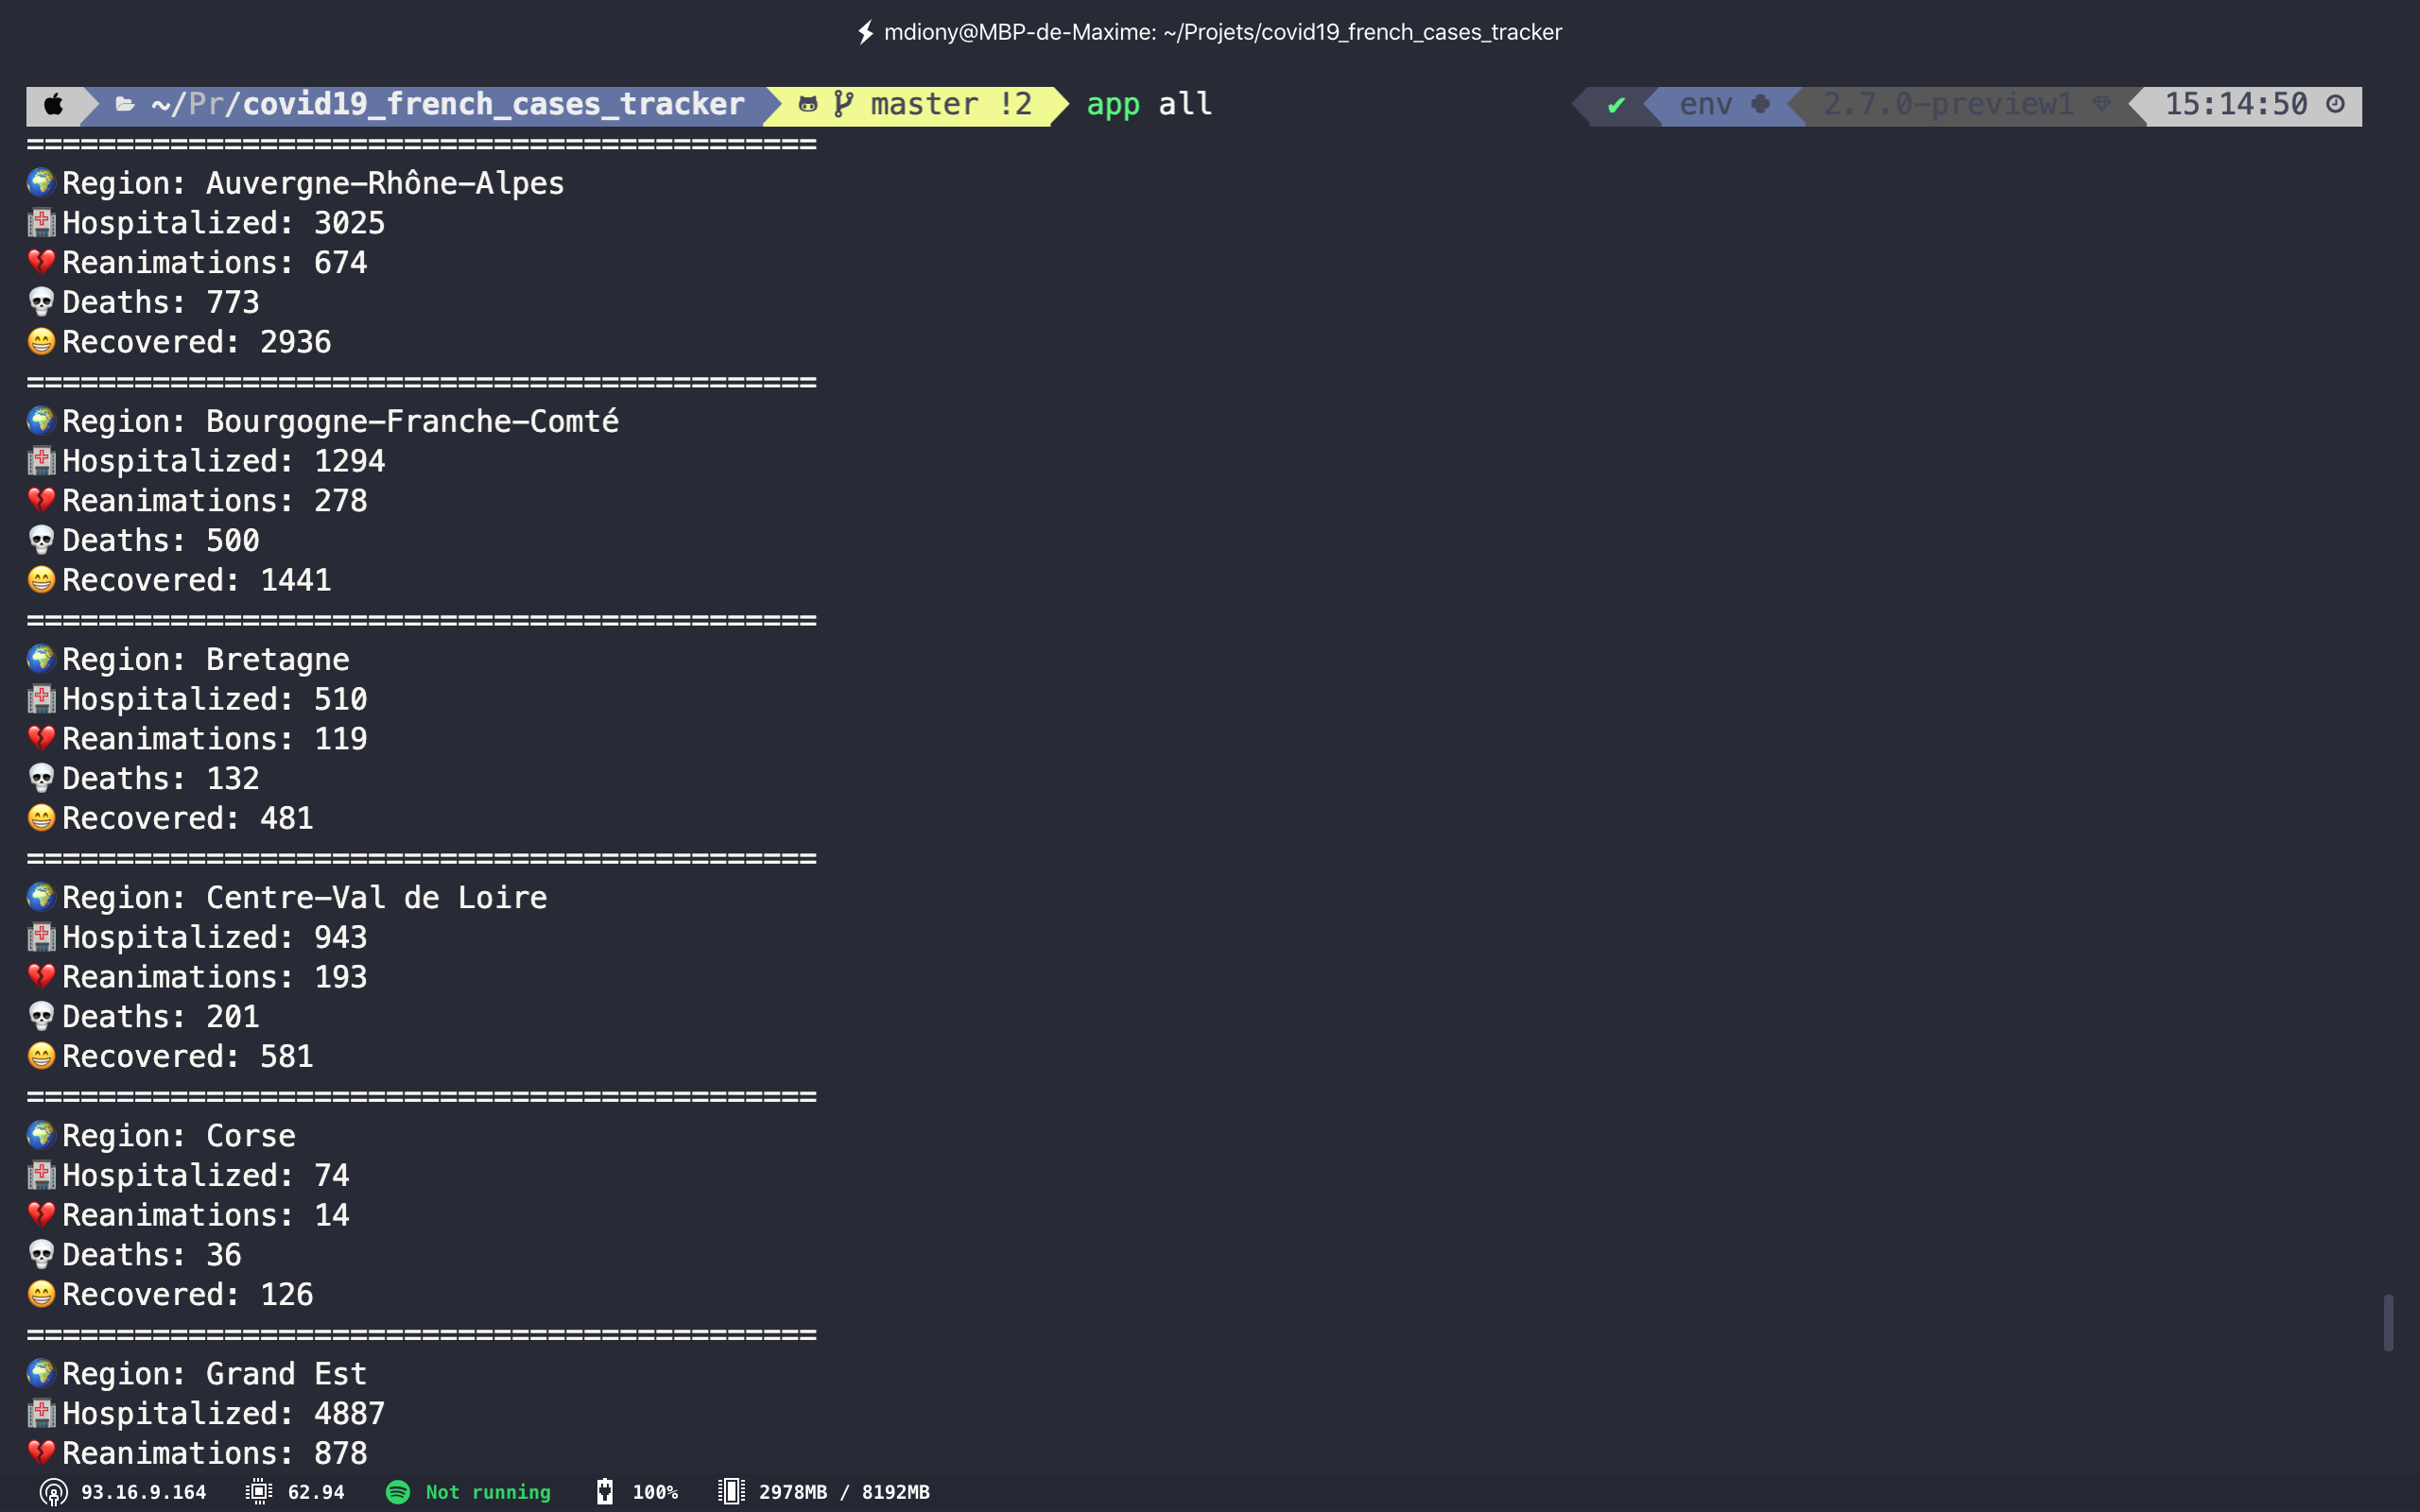 mdiony@MBP-de-Maxime: ~/Projets/covid19_french_cases_tracker
~/Pr/covid19_french_cases_tracker master !2 app all ✔ env 2.7.0-preview1 15:14:50
============================================
Region: Auvergne-Rhône-Alpes
Hospitalized: 3025
Reanimations: 674
Deaths: 773
Recovered: 2936
============================================
Region: Bourgogne-Franche-Comté
Hospitalized: 1294
Reanimations: 278
Deaths: 500
Recovered: 1441
============================================
Region: Bretagne
Hospitalized: 510
Reanimations: 119
Deaths: 132
Recovered: 481
============================================
Region: Centre-Val de Loire
Hospitalized: 943
Reanimations: 193
Deaths: 201
Recovered: 581
============================================
Region: Corse
Hospitalized: 74
Reanimations: 14
Deaths: 36
Recovered: 126
============================================
Region: Grand Est
Hospitalized: 4887
Reanimations: 878
93.16.9.164 62.94 Not running 100% 2978MB / 8192MB